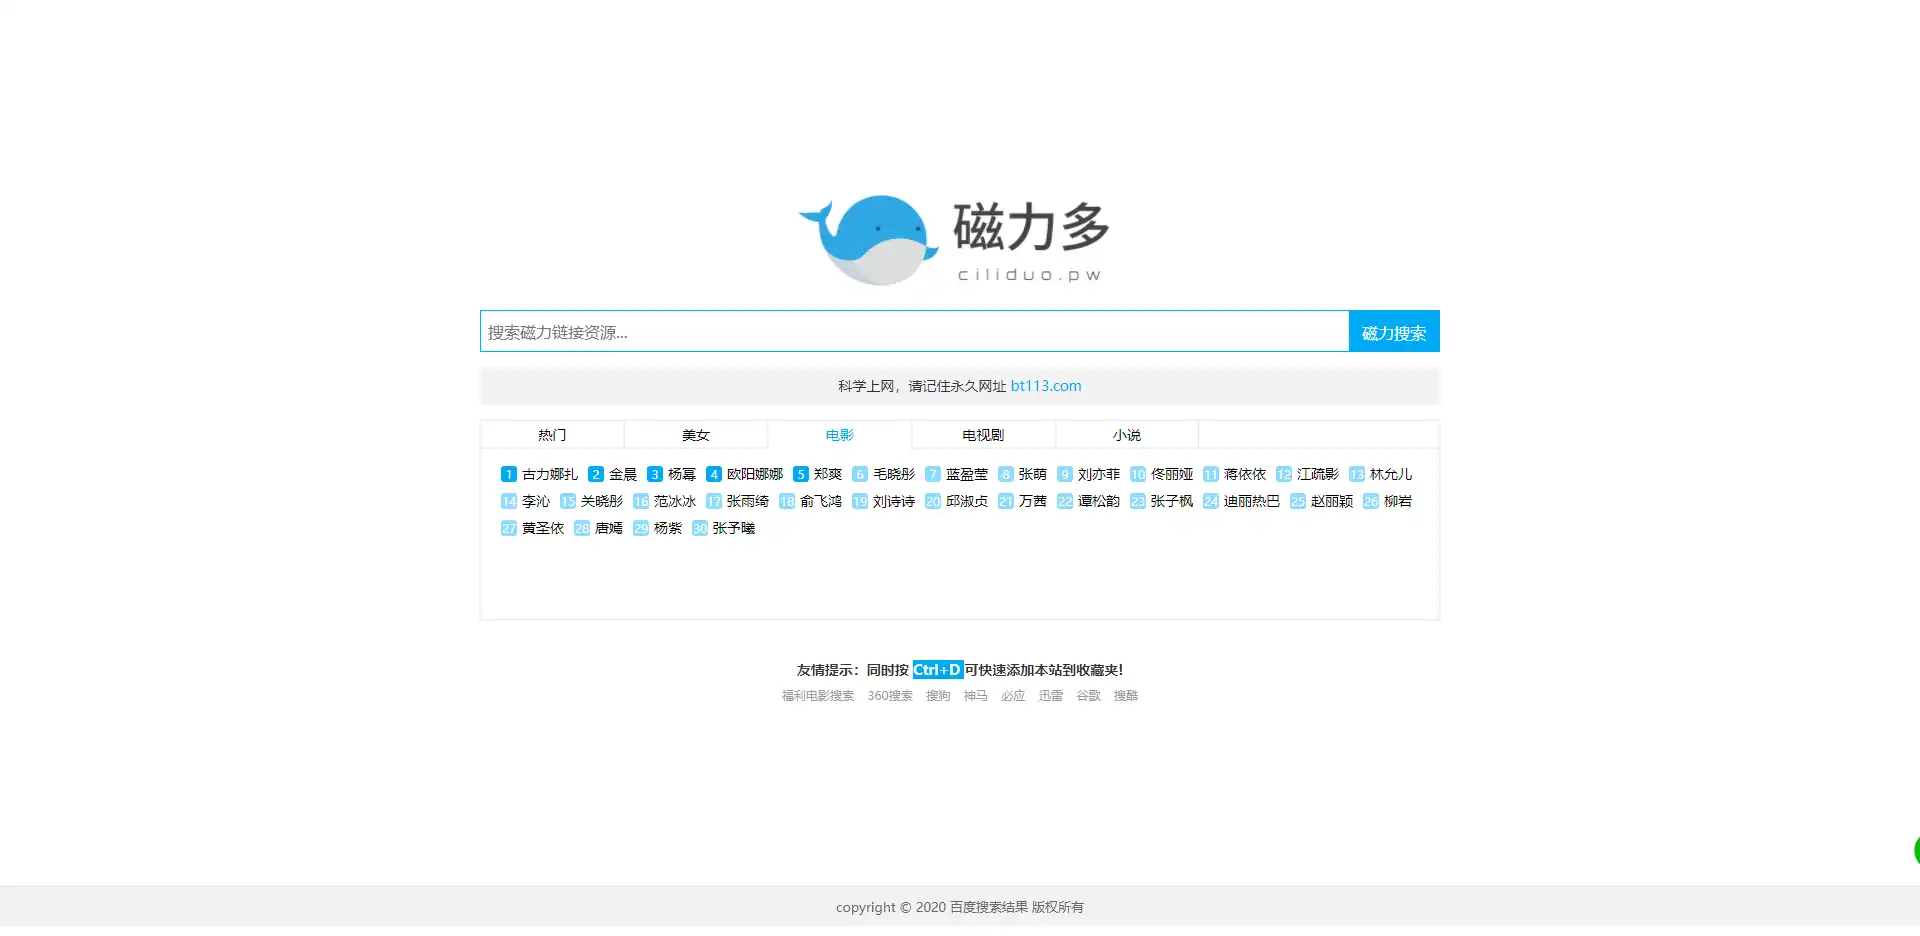 磁力多
ciliduo.pw
搜索磁力链接资源...
磁力搜索
科学上网，请记住永久网址 bt113.com
热门 美女 电影 电视剧 小说
1 古力娜扎 2 金晨 3 杨幂 4 欧阳娜娜 5 郑爽 6 毛晓彤 7 蓝盈莹 8 张萌 9 刘亦菲 10 佟丽娅 11 蒋依依 12 江疏影 13 林允儿
14 李沁 15 关晓彤 16 范冰冰 17 张雨绮 18 俞飞鸿 19 刘诗诗 20 邱淑贞 21 万茜 22 谭松韵 23 张子枫 24 迪丽热巴 25 赵丽颖 26 柳岩
27 黄圣依 28 唐嫣 29 杨紫 30 张予曦
友情提示：同时按 Ctrl+D 可快速添加本站到收藏夹!
福利电影搜索 360搜索 搜狗 神马 必应 迅雷 谷歌 搜酷
copyright © 2020 百度搜索结果 版权所有